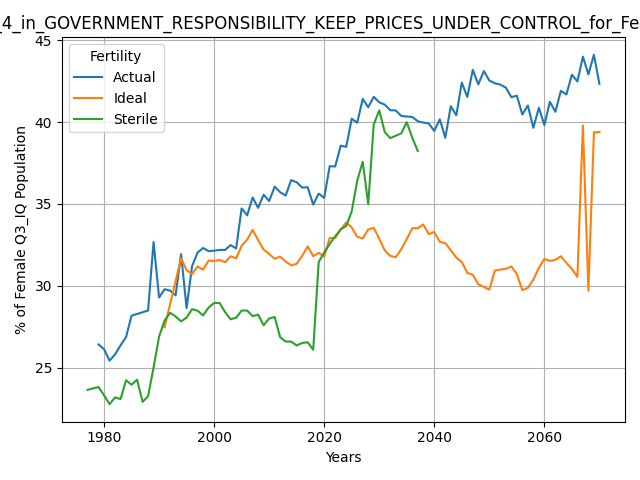 _4_in_GOVERNMENT_RESPONSIBILITY_KEEP_PRICES_UNDER_CONTROL_for_Fe
45
40
35
30
25
% of Female Q3_IQ Population
Fertility
Actual
Ideal
Sterile
1980
2000
2020
2040
2060
Years